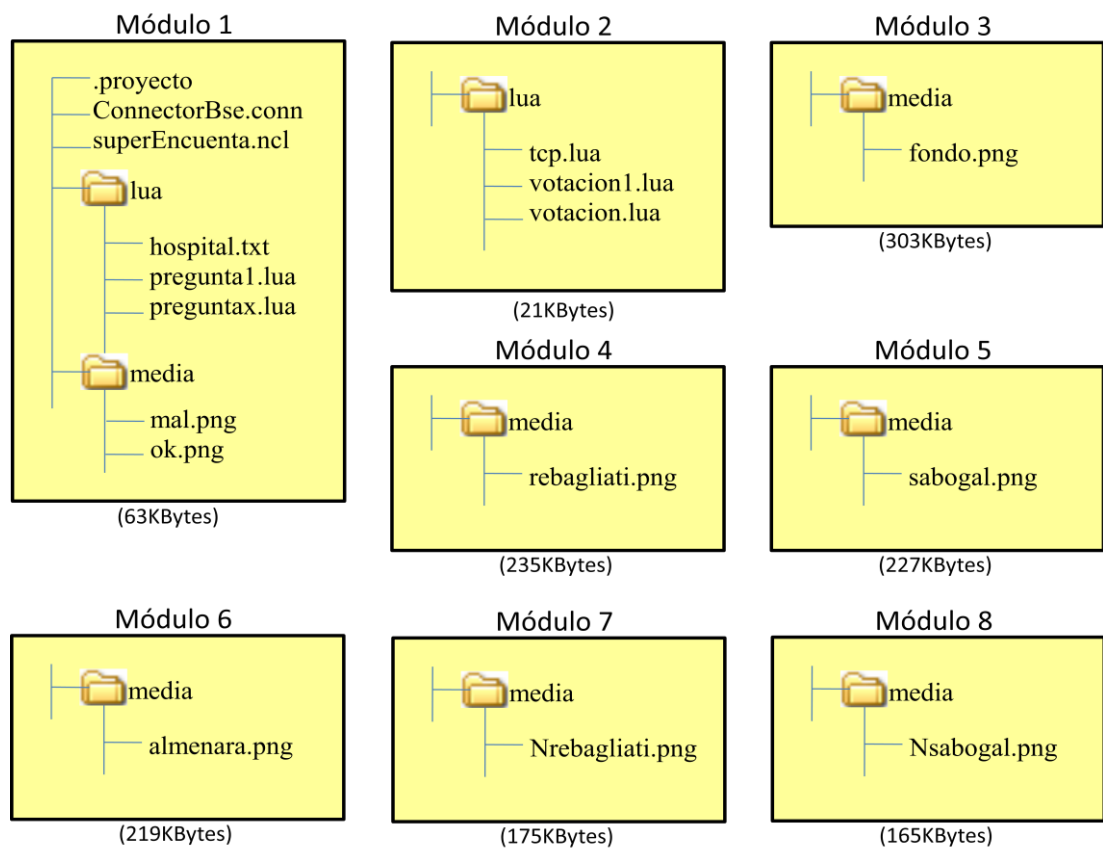 Módulo 1
.proyecto
ConnectorBse.conn
superEncuenta.ncl
lua
hospital.txt
pregunta1.lua
preguntax.lua
media
mal.png
ok.png
(63KBytes)
Módulo 2
lua
tcp.lua
votacion1.lua
votacion.lua
(21KBytes)
Módulo 3
media
fondo.png
(303KBytes)
Módulo 4
media
rebagliati.png
(235KBytes)
Módulo 5
media
sabogal.png
(227KBytes)
Módulo 6
media
almenara.png
(219KBytes)
Módulo 7
media
Nrebagliati.png
(175KBytes)
Módulo 8
media
Nsabogal.png
(165KBytes)